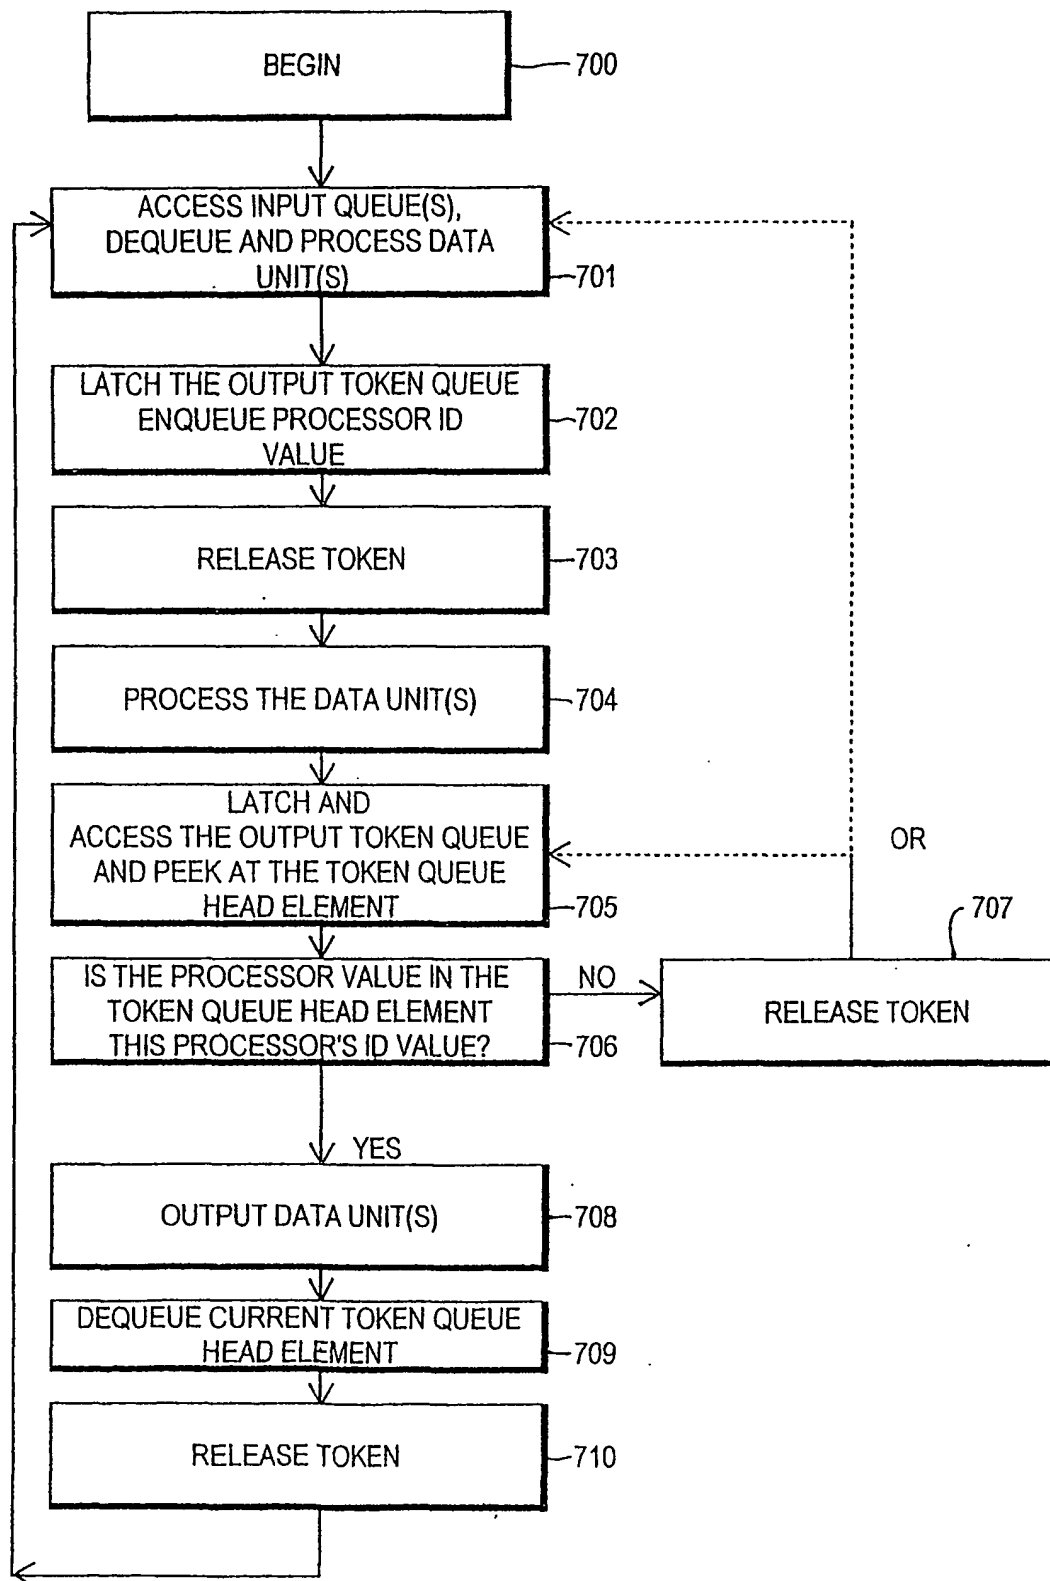 BEGIN
700
ACCESS INPUT QUEUE(S),
DEQUEUE AND PROCESS DATA
UNIT(S)
701
LATCH THE OUTPUT TOKEN QUEUE
ENQUEUE PROCESSOR ID
VALUE
702
RELEASE TOKEN
703
PROCESS THE DATA UNIT(S)
704
LATCH AND
ACCESS THE OUTPUT TOKEN QUEUE
AND PEEK AT THE TOKEN QUEUE
HEAD ELEMENT
705
OR
IS THE PROCESSOR VALUE IN THE
TOKEN QUEUE HEAD ELEMENT
THIS PROCESSOR'S ID VALUE?
706
NO
707
RELEASE TOKEN
YES
OUTPUT DATA UNIT(S)
708
DEQUEUE CURRENT TOKEN QUEUE
HEAD ELEMENT
709
RELEASE TOKEN
710